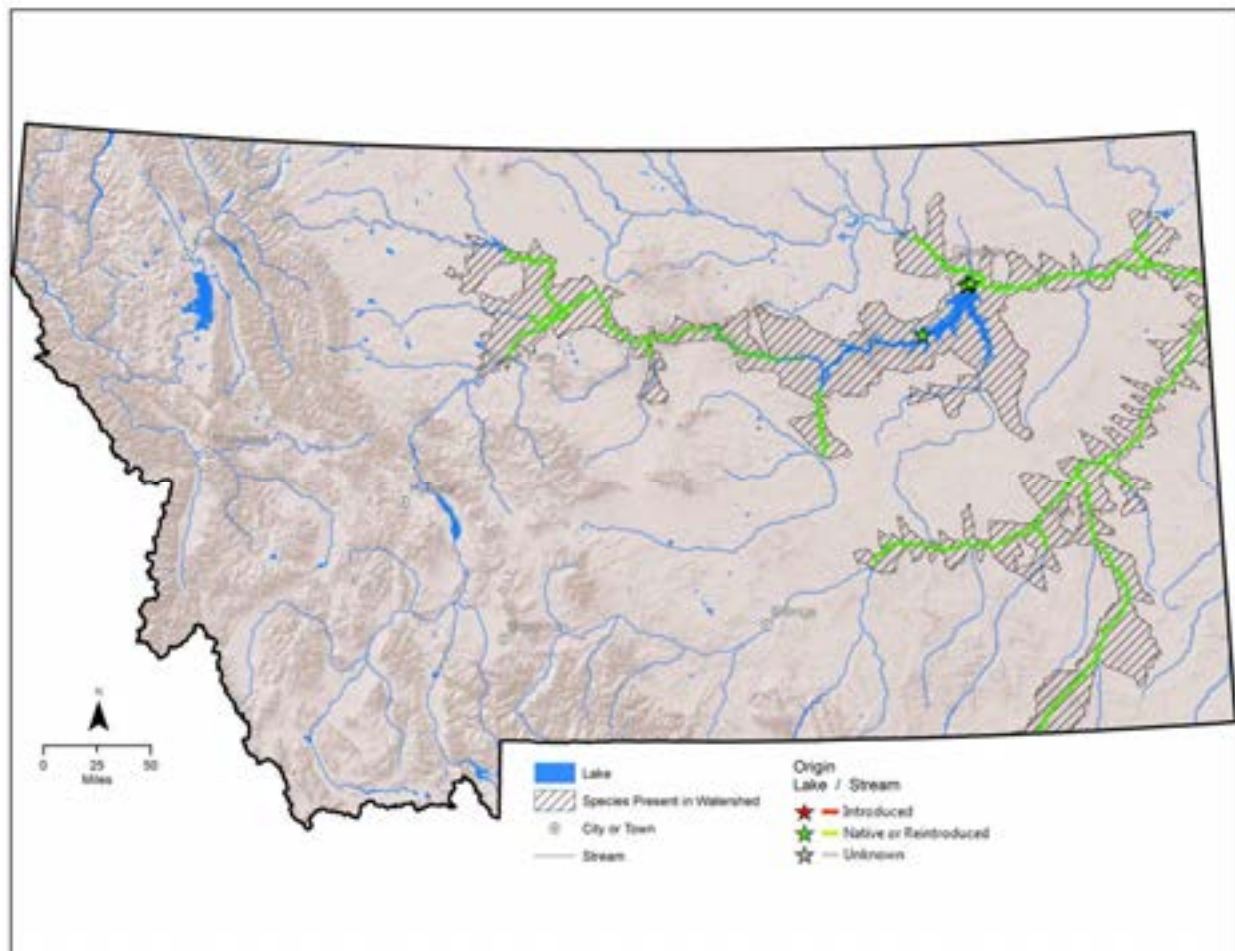 N
0 25 50
Miles
Billings
Lake
Species Present in Watershed
City or Town
Stream
Origin
Lake / Stream
Introduced
Native or Reintroduced
Unknown